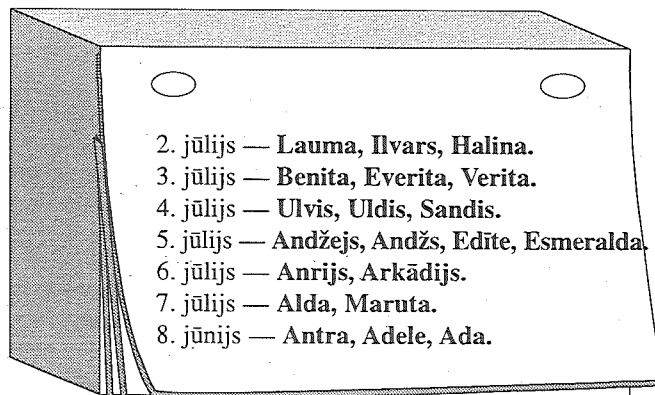 2. jūlijs — Lauma, Ilvars, Halina.
3. jūlijs — Benita, Everita, Verita.
4. jūlijs — Ulvis, Uldis, Sandis.
5. jūlijs — Andžejs, Andžs, Edīte, Esmeralda.
6. jūlijs — Anrijs, Arkādijs.
7. jūlijs — Alda, Maruta.
8. jūnijs — Antra, Adele, Ada.